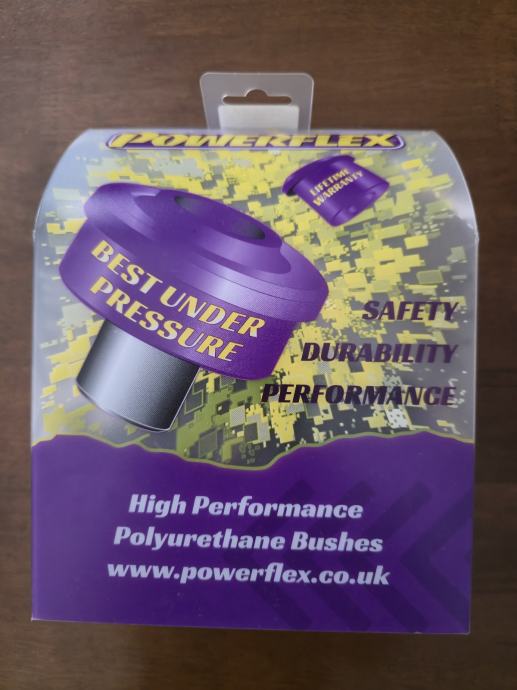 POWERFLEX
LIFETIME
WARRANTY
BEST UNDER
PRESSURE
SAFETY
DURABILITY
PERFORMANCE
High Performance
Polyurethane Bushes
www.powerflex.co.uk